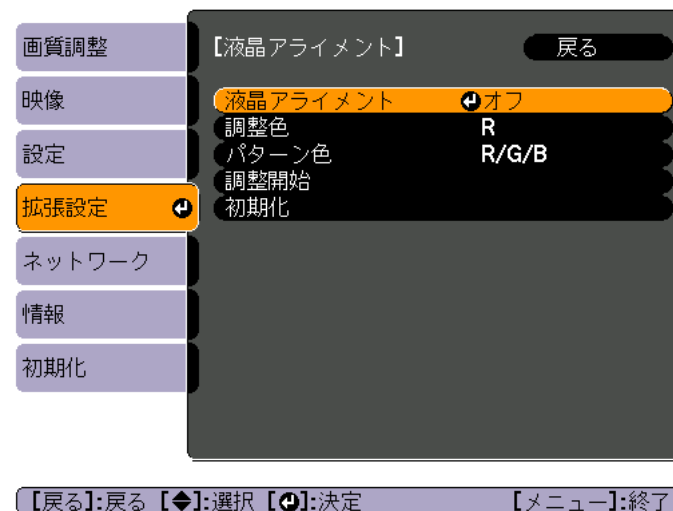 画質調整
映像
設定
拡張設定
ネットワーク
情報
初期化
【液晶アライメント】
戻る
液晶アライメント オフ
調整色 R
パターン色 R/G/B
調整開始
初期化
【戻る】:戻る 【◆】:選択 【⏎】:決定 【メニュー】:終了